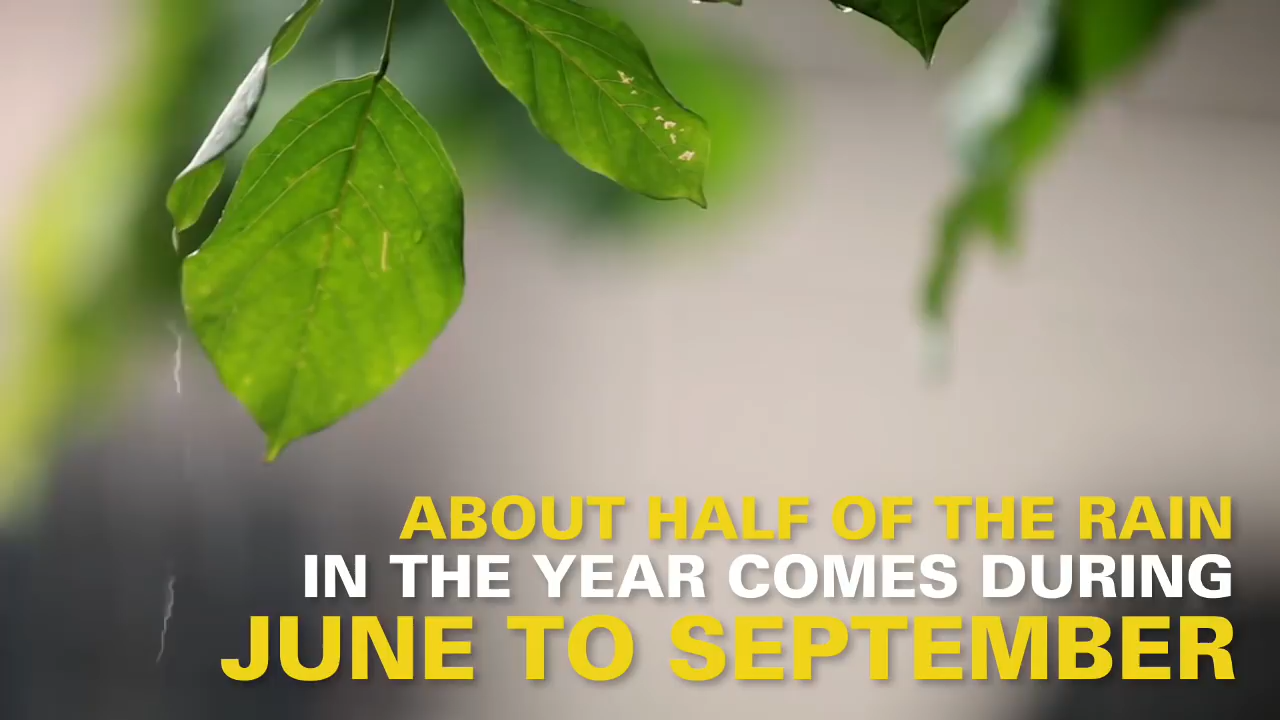 ABOUT HALF OF THE RAIN
IN THE YEAR COMES DURING
JUNE TO SEPTEMBER